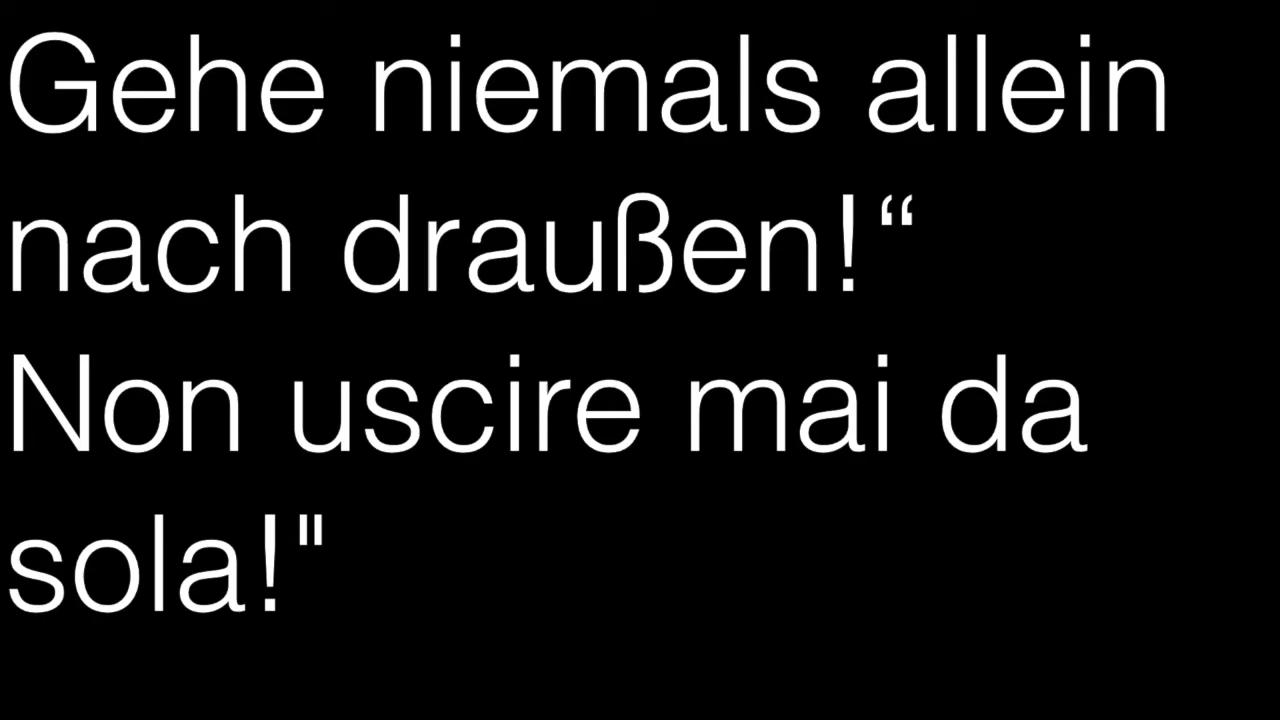 Gehe niemals allein
nach draußen!“
Non uscire mai da
sola!"